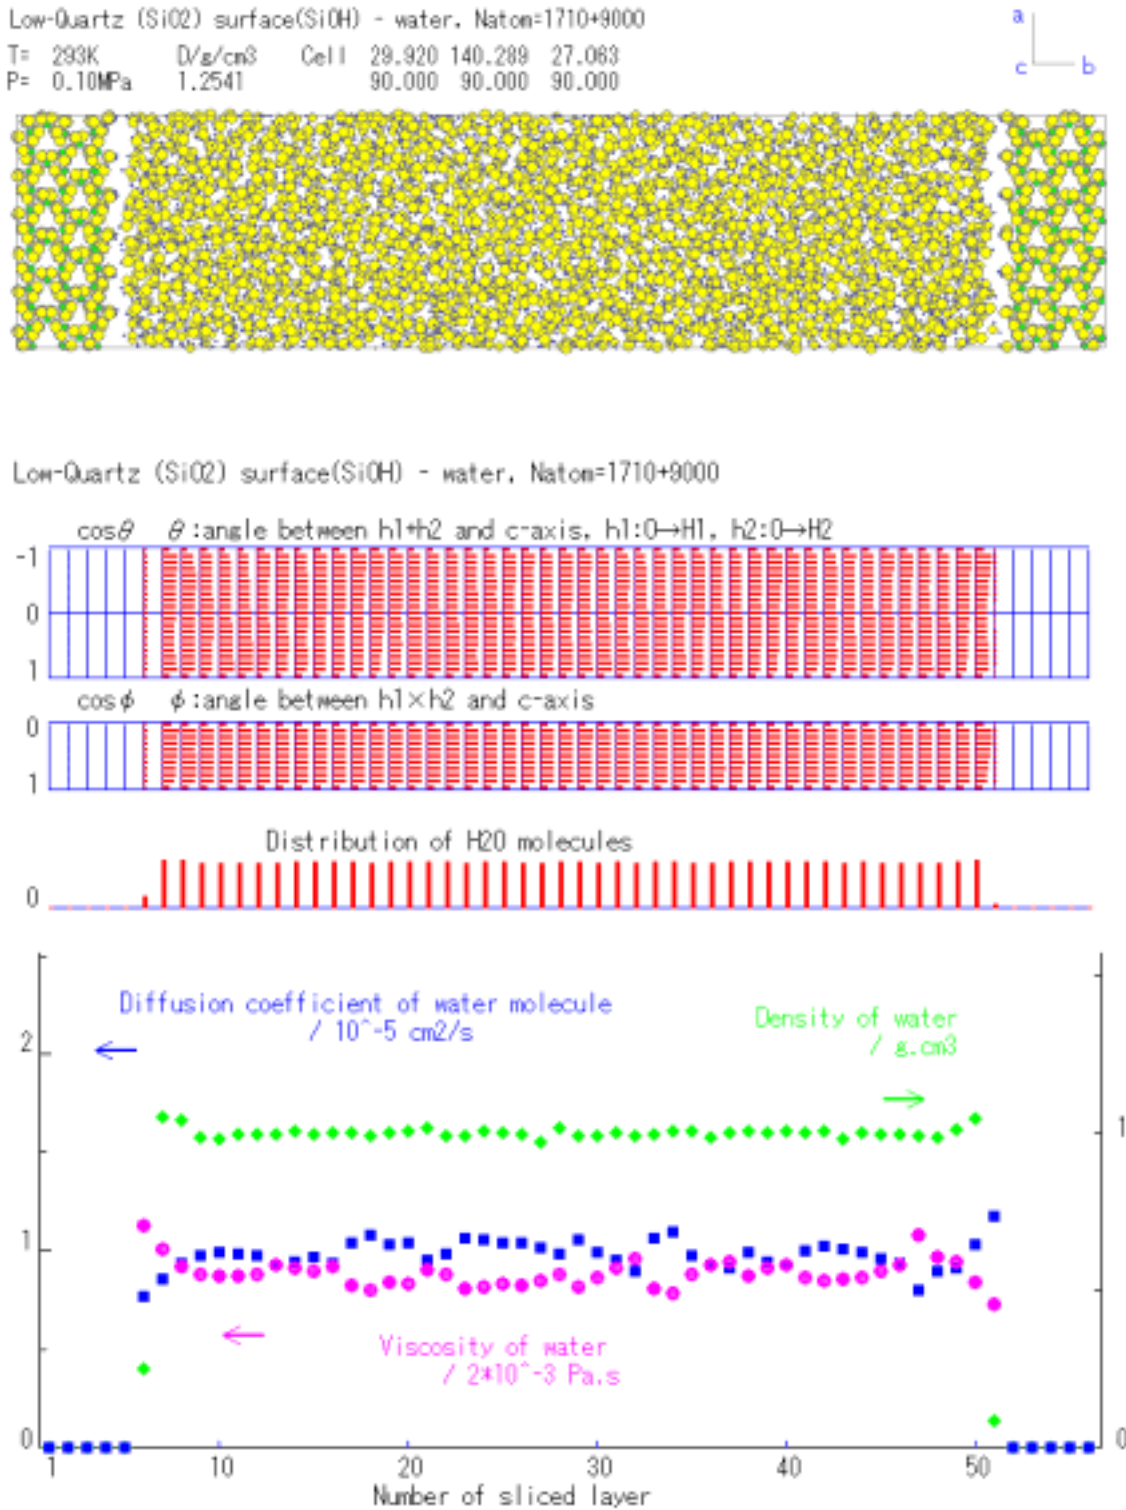 Low-Quartz (SiO2) surface(SiOH) - water, Natom=1710+9000
T= 293K D/g/cm3 Cell 29.920 140.289 27.063
P= 0.10MPa 1.2541 90.000 90.000 90.000
a
c b
Low-Quartz (SiO2) surface(SiOH) - water, Natom=1710+9000
cosθ θ:angle between h1+h2 and c-axis, h1:O→H1, h2:O→H2
-1
0
1
cosφ φ:angle between h1×h2 and c-axis
0
1
Distribution of H2O molecules
0
Diffusion coefficient of water molecule
/ 10^-5 cm2/s
Density of water
/ g.cm3
2
1
1
Viscosity of water
/ 2*10^-3 Pa.s
0 0
1 10 20 30 40 50
Number of sliced layer